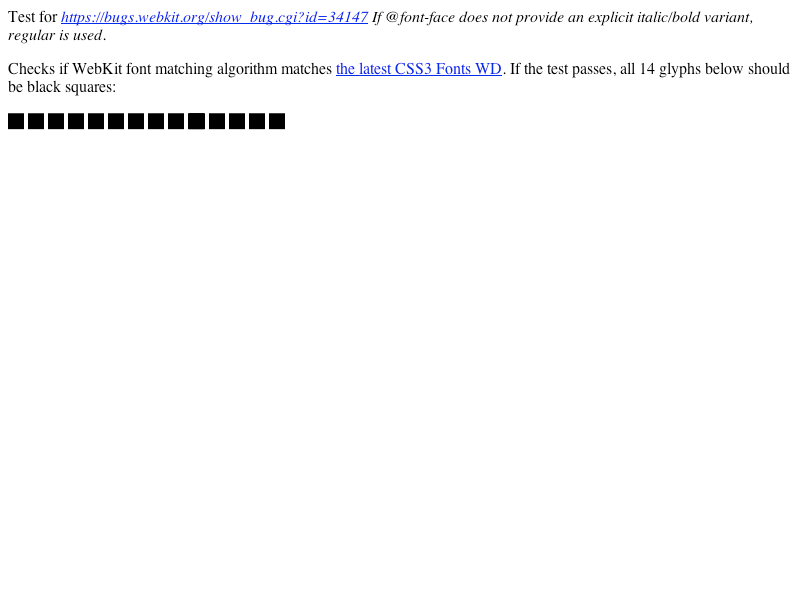 Test for https://bugs.webkit.org/show_bug.cgi?id=34147 If @font-face does not provide an explicit italic/bold variant,
regular is used.
Checks if WebKit font matching algorithm matches the latest CSS3 Fonts WD. If the test passes, all 14 glyphs below should
be black squares: